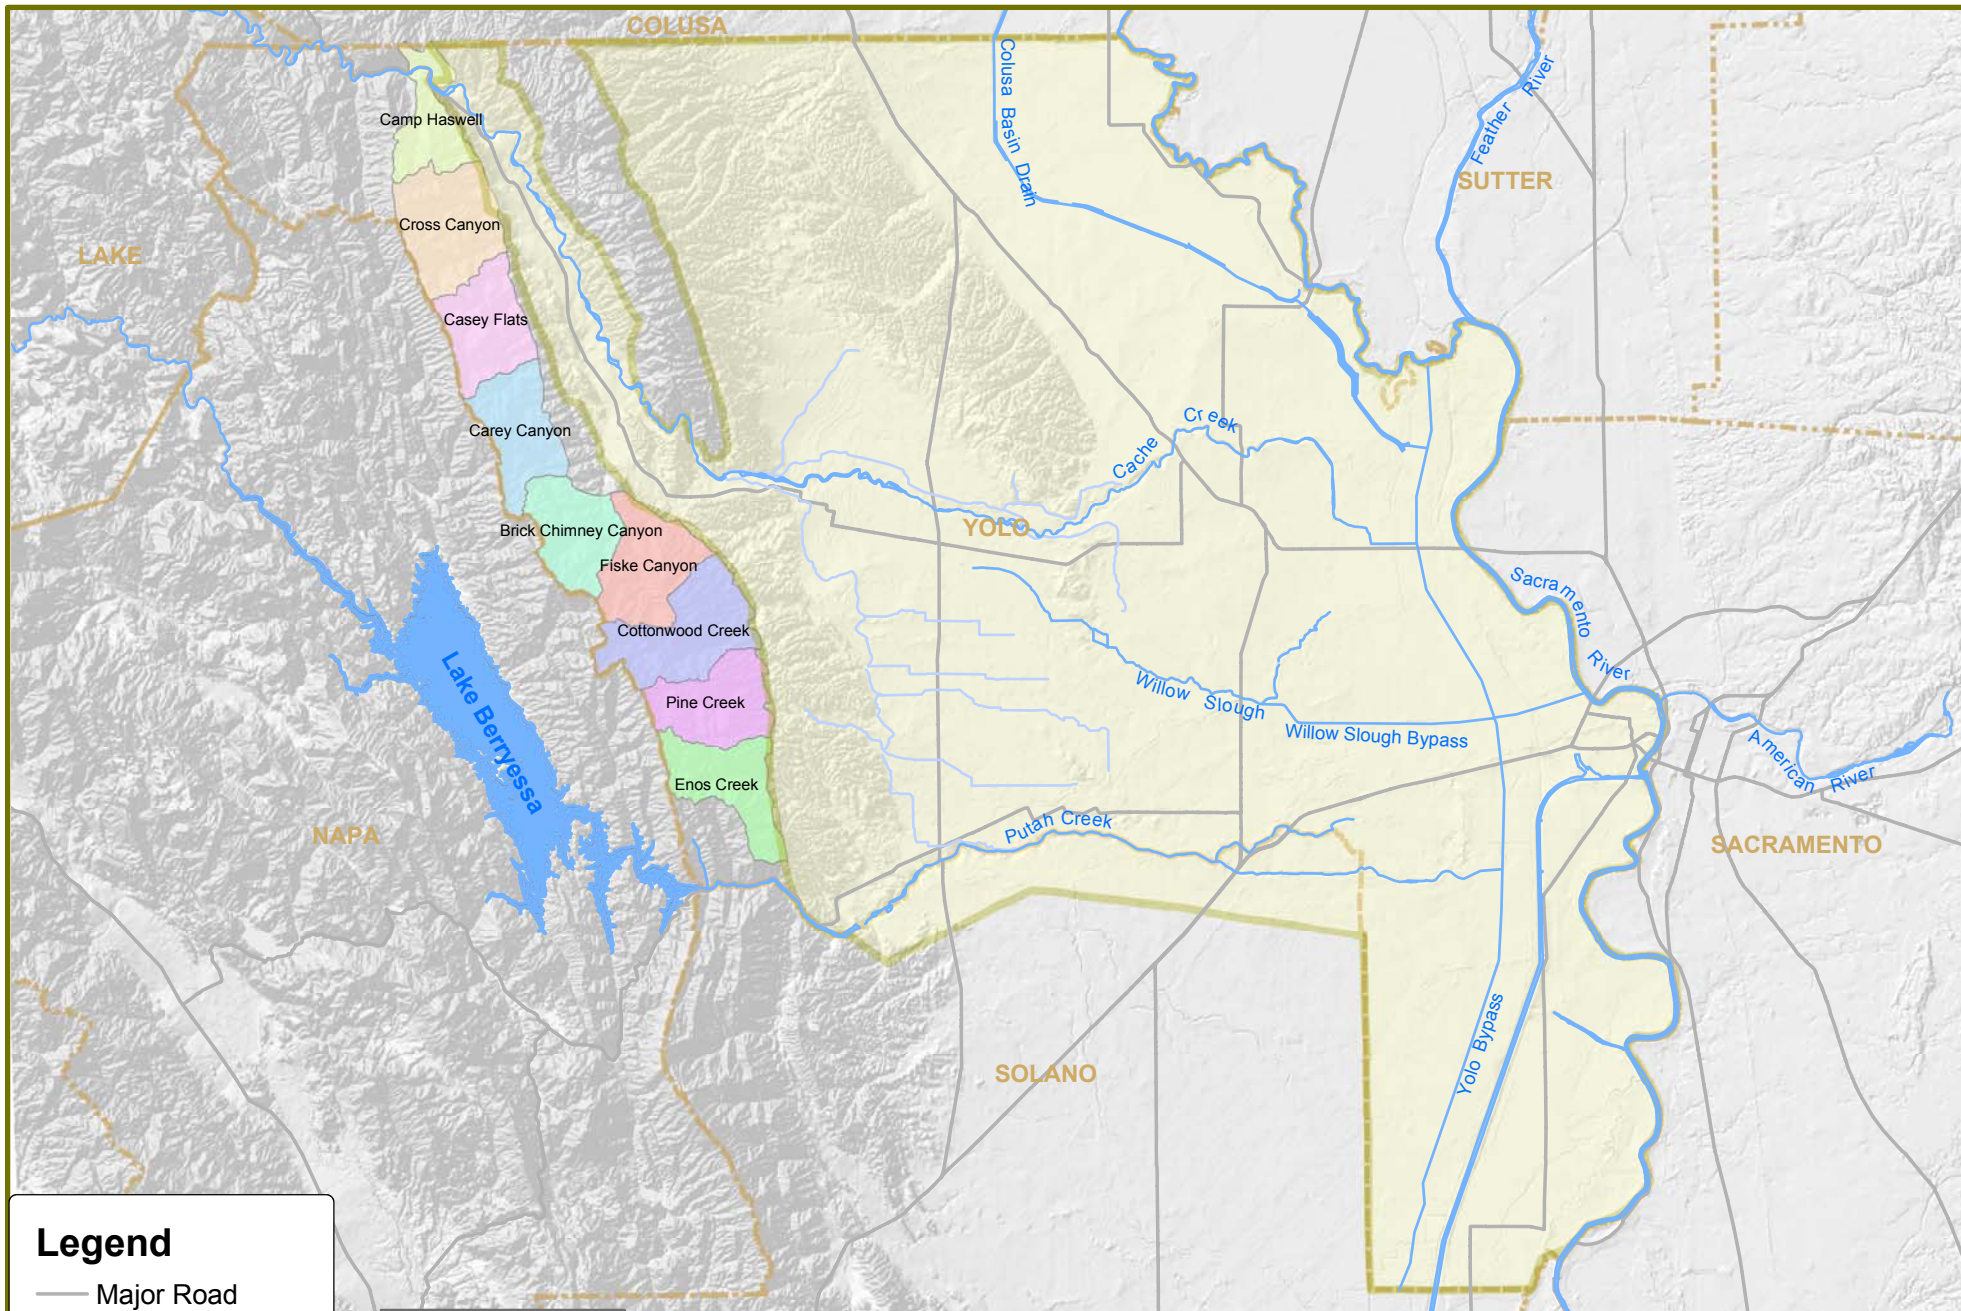 COLUSA
Colusa Basin Drain
Feather River
SUTTER
Camp Haswell
Cross Canyon
LAKE
Casey Flats
Carey Canyon
Cache Creek
Brick Chimney Canyon
YOLO
Fiske Canyon
Sacramento River
Cottonwood Creek
Lake Berryessa
Pine Creek
Willow Slough
Willow Slough Bypass
American River
Enos Creek
Putah Creek
NAPA
SACRAMENTO
Yolo Bypass
SOLANO
Legend
Major Road